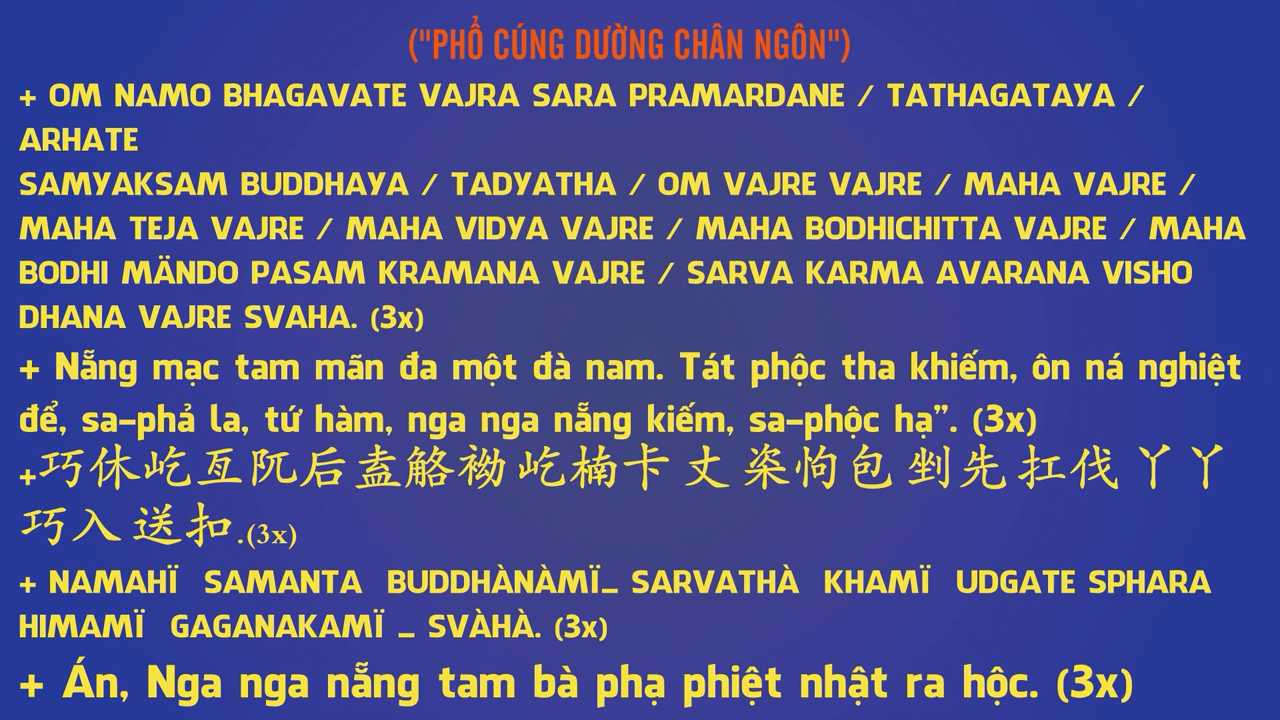 ("PHỔ CÚNG DƯỜNG CHÂN NGÔN")
+ OM NAMO BHAGAVATE VAJRA SARA PRAMARDANE / TATHAGATAYA /
ARHATE
SAMYAKSAM BUDDHAYA / TADYATHA / OM VAJRE VAJRE / MAHA VAJRE /
MAHA TEJA VAJRE / MAHA VIDYA VAJRE / MAHA BODHICHITTA VAJRE / MAHA
BODHI MÄNDO PASAM KRAMANA VAJRE / SARVA KARMA AVARANA VISHO
DHANA VAJRE SVAHA. (3x)
+ Nẵng mạc tam mãn đa một đà nam. Tát phộc tha khiếm, ôn ná nghiệt
để, sa-phả la, tứ hàm, nga nga nẵng kiếm, sa-phộc hạ”. (3x)
+巧休屹亙阢后盍觡袎屹楠卡丈姿怐包剉先扛伐丫丫
巧入送扣.(3x)
+ NAMAHÏ SAMANTA BUDDHÀNÀMÏ_ SARVATHÀ KHAMÏ UDGATE SPHARA
HIMAMÏ GAGANAKAMÏ _ SVÀHÀ. (3x)
+ Án, Nga nga nẵng tam bà phạ phiệt nhật ra hộc. (3x)